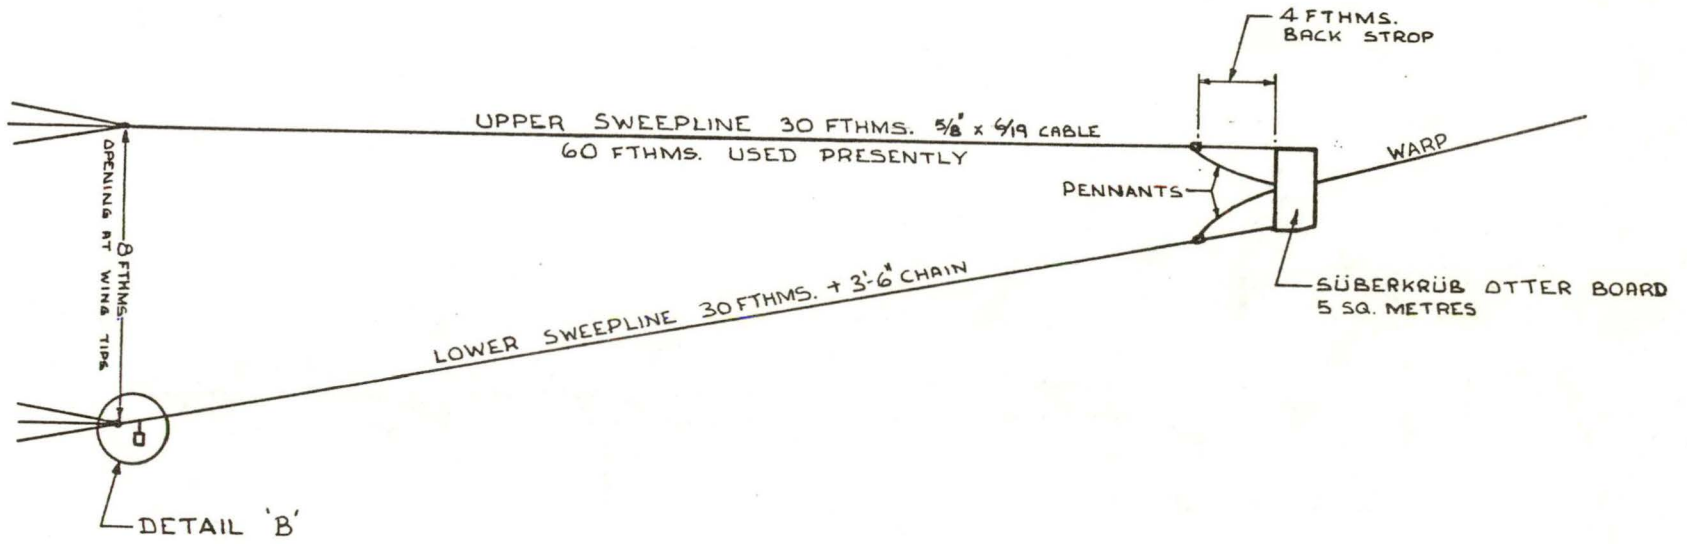 4 FTHMS.
BACK STROP
UPPER SWEEPLINE 30 FTHMS. 5/8" x 6/19 CABLE
60 FTHMS. USED PRESENTLY
WARP
PENNANTS
OPENING AT WING TIPS
8 FTHMS.
LOWER SWEEPLINE 30 FTHMS. + 3'-6" CHAIN
SÜBERKRÜB OTTER BOARD
5 SQ. METRES
DETAIL 'B'